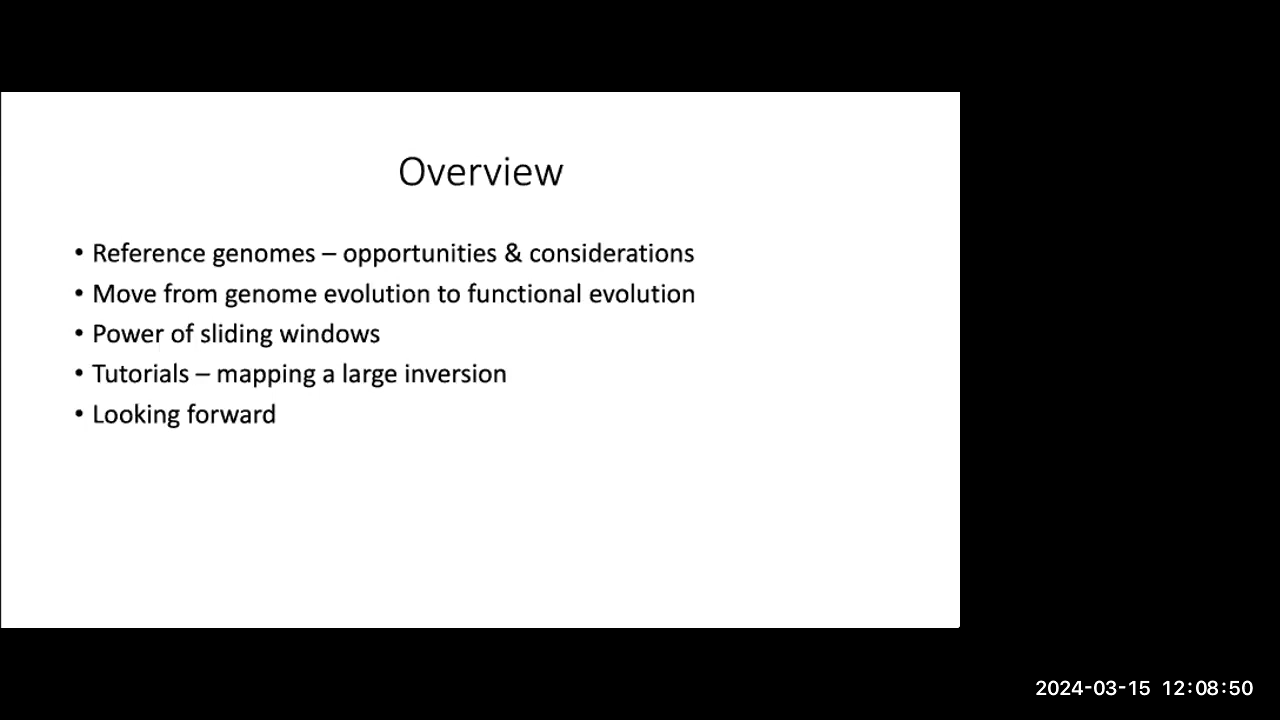 Overview
• Reference genomes – opportunities & considerations
• Move from genome evolution to functional evolution
• Power of sliding windows
• Tutorials – mapping a large inversion
• Looking forward
2024-03-15 12:08:50